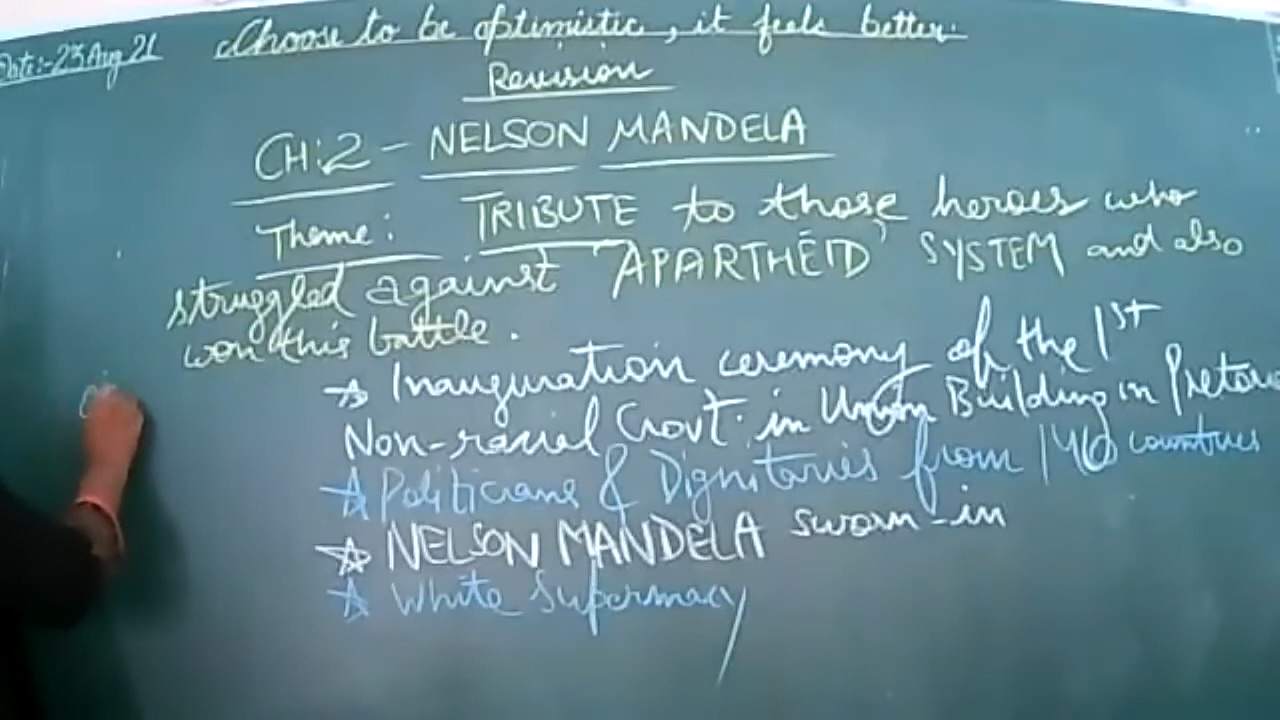 Date:-23 Aug 21
Choose to be optimistic, it feels better.
Revision
CH:2 - NELSON MANDELA
Theme: TRIBUTE to those heroes who
struggled against 'APARTHEID' SYSTEM and also
won this battle.
☆ Inauguration ceremony of the 1st
Non-racial Govt. in Union Building in Pretoria
☆ Politicians & Dignitaries from 140 countries
☆ NELSON MANDELA sworn-in
☆ White Supermacy